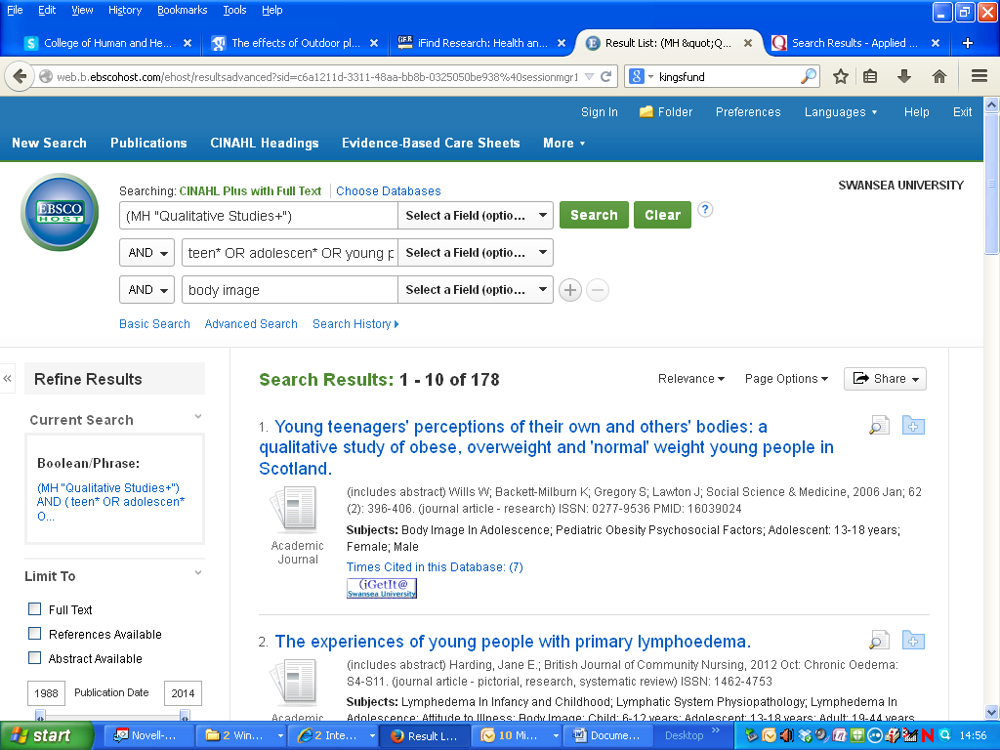 File Edit View History Bookmarks Tools Help
College of Human and He...
The effects of Outdoor pl...
iFind Research: Health an...
Result List: (MH &quot;Q...
Search Results - Applied ...
web.b.ebscohost.com/ehost/resultsadvanced?sid=c6a1211d-3311-48aa-bb8b-0325050be938%40sessionmgr1
kingsfund
Sign In Folder Preferences Languages Help Exit
New Search Publications CINAHL Headings Evidence-Based Care Sheets More
Searching: CINAHL Plus with Full Text Choose Databases
SWANSEA UNIVERSITY
EBSCO
HOST
(MH "Qualitative Studies+") Select a Field (optio... Search Clear ?
AND teen* OR adolescen* OR young p Select a Field (optio...
AND body image Select a Field (optio...
Basic Search Advanced Search Search History
Refine Results
Current Search
Boolean/Phrase:
(MH "Qualitative Studies+")
AND ( teen* OR adolescen*
O...
Limit To
Full Text
References Available
Abstract Available
1988 Publication Date 2014
Search Results: 1 - 10 of 178
Relevance Page Options Share
1. Young teenagers' perceptions of their own and others' bodies: a
qualitative study of obese, overweight and 'normal' weight young people in
Scotland.
Academic
Journal
(includes abstract) Wills W; Backett-Milburn K; Gregory S; Lawton J; Social Science & Medicine, 2006 Jan; 62
(2): 396-406. (journal article - research) ISSN: 0277-9536 PMID: 16039024
Subjects: Body Image In Adolescence; Pediatric Obesity Psychosocial Factors; Adolescent: 13-18 years;
Female; Male
Times Cited in this Database: (7)
iGetIt@
Swansea University
2. The experiences of young people with primary lymphoedema.
Academic
(includes abstract) Harding, Jane E.; British Journal of Community Nursing, 2012 Oct: Chronic Oedema:
S4-S11. (journal article - pictorial, research, systematic review) ISSN: 1462-4753
Subjects: Lymphedema In Infancy and Childhood; Lymphatic System Physiopathology; Lymphedema In
Adolescence; Attitude to Illness; Body Image; Child: 6-12 years; Adolescent: 13-18 years; Adult: 19-44 years
start
Novell-...
2 Win...
2 Inte...
Result L...
10 Mi...
Docume...
Desktop
14:56